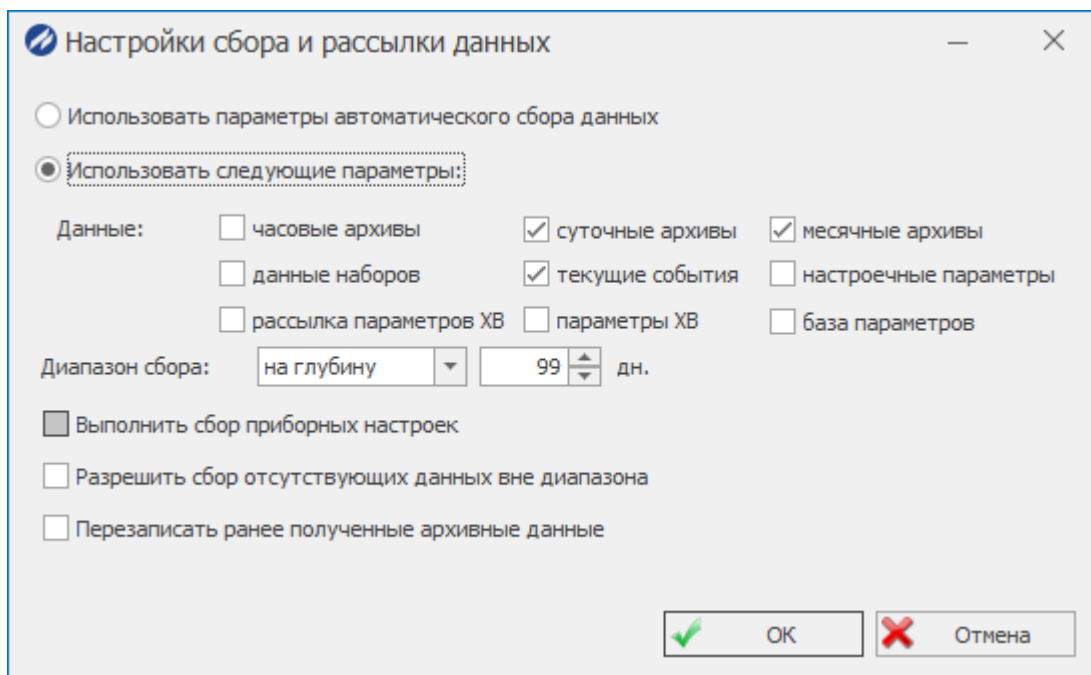 Настройки сбора и рассылки данных
Использовать параметры автоматического сбора данных
Использовать следующие параметры:
Данные: часовые архивы суточные архивы месячные архивы
данные наборов текущие события настроечные параметры
рассылка параметров ХВ параметры ХВ база параметров
Диапазон сбора: на глубину 99 дн.
Выполнить сбор приборных настроек
Разрешить сбор отсутствующих данных вне диапазона
Перезаписать ранее полученные архивные данные
ОК Отмена